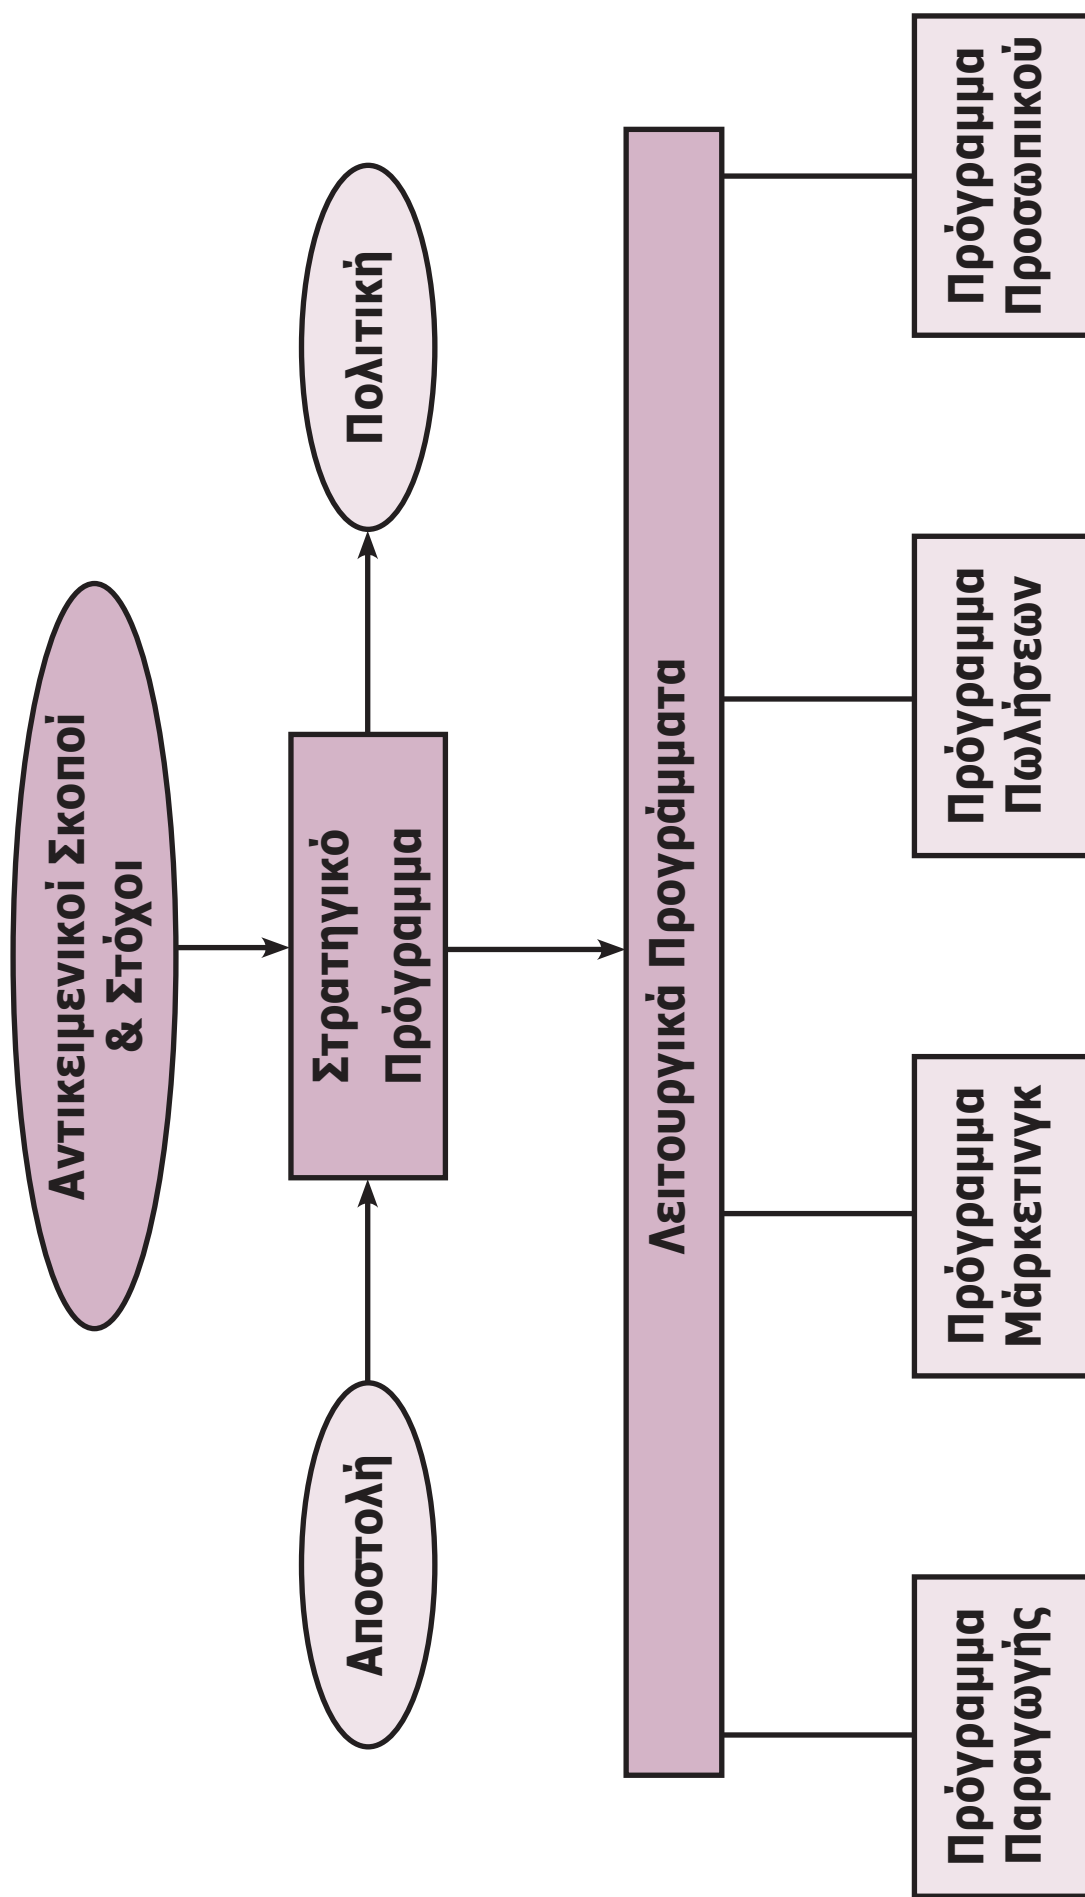 Αντικειμενικοί Σκοποί
& Στόχοι
Αποστολή
Στρατηγικό
Πρόγραμμα
Πολιτική
Λειτουργικά Προγράμματα
Πρόγραμμα
Παραγωγής
Πρόγραμμα
Μάρκετινγκ
Πρόγραμμα
Πωλήσεων
Πρόγραμμα
Προσωπικού